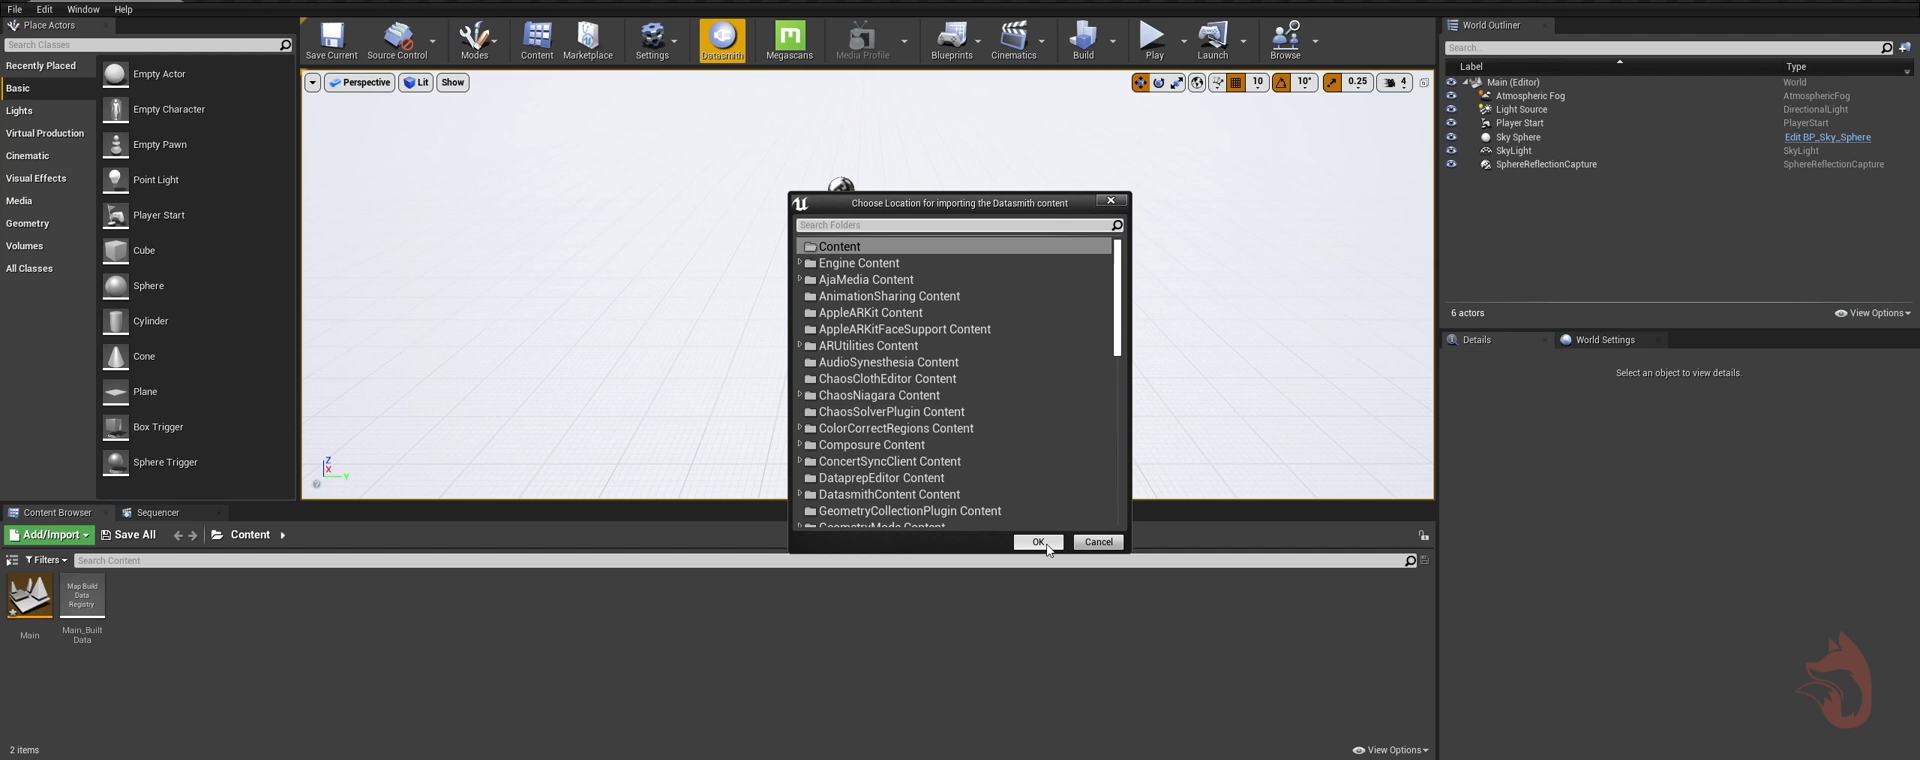 File Edit Window Help
Place Actors
Search Classes
Recently Placed
Basic
Lights
Virtual Production
Cinematic
Visual Effects
Media
Geometry
Volumes
All Classes
Empty Actor
Empty Character
Empty Pawn
Point Light
Player Start
Cube
Sphere
Cylinder
Cone
Plane
Box Trigger
Sphere Trigger
Save Current Source Control Modes Content Marketplace Settings Datasmith Megascans Media Profile Blueprints Cinematics Build Play Launch Browse
Perspective Lit Show
10 10° 0.25 4
Z
X
Y
Choose Location for importing the Datasmith content
Search Folders
Content
Engine Content
AjaMedia Content
AnimationSharing Content
AppleARKit Content
AppleARKitFaceSupport Content
ARUtilities Content
AudioSynesthesia Content
ChaosClothEditor Content
ChaosNiagara Content
ChaosSolverPlugin Content
ColorCorrectRegions Content
Composure Content
ConcertSyncClient Content
DataprepEditor Content
DatasmithContent Content
GeometryCollectionPlugin Content
GeometryMode Content
OK Cancel
World Outliner
Search...
Label Type
Main (Editor) World
Atmospheric Fog AtmosphericFog
Light Source DirectionalLight
Player Start PlayerStart
Sky Sphere Edit BP_Sky_Sphere
SkyLight SkyLight
SphereReflectionCapture SphereReflectionCapture
6 actors View Options
Details World Settings
Select an object to view details.
Content Browser Sequencer
Add/Import Save All Content
Filters Search Content
Map Build
Data
Registry
Main
Main_Built
Data
2 items View Options